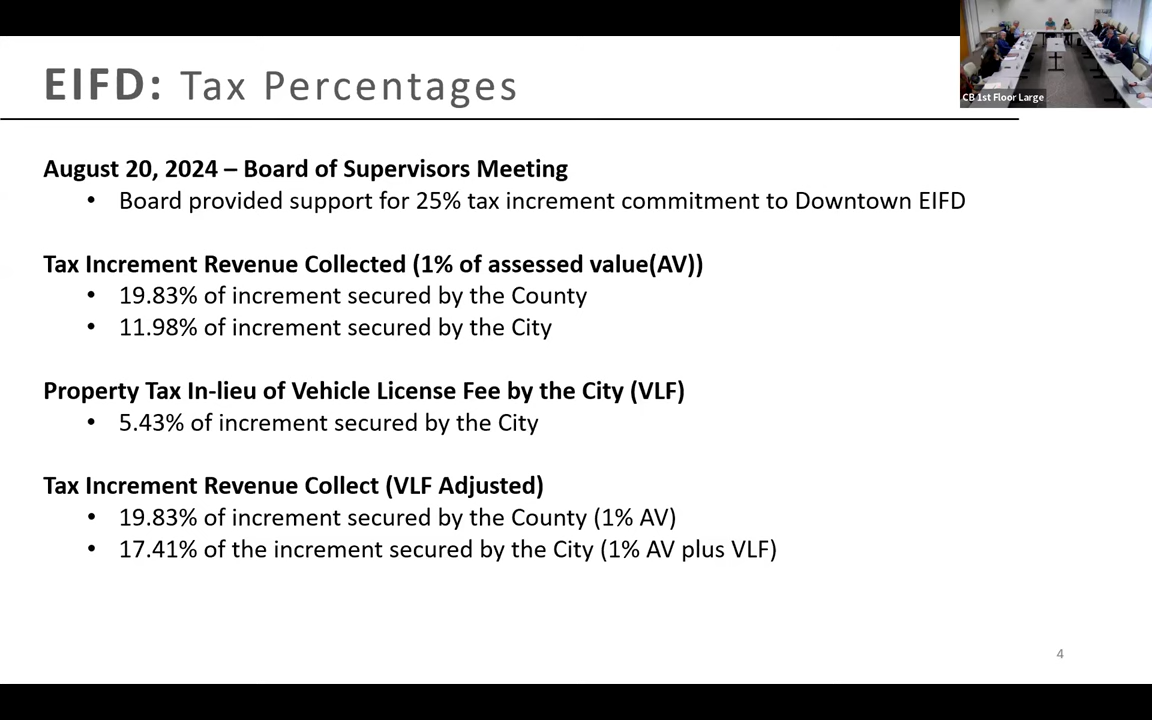 EIFD: Tax Percentages
CB 1st Floor Large
August 20, 2024 – Board of Supervisors Meeting
• Board provided support for 25% tax increment commitment to Downtown EIFD
Tax Increment Revenue Collected (1% of assessed value(AV))
• 19.83% of increment secured by the County
• 11.98% of increment secured by the City
Property Tax In-lieu of Vehicle License Fee by the City (VLF)
• 5.43% of increment secured by the City
Tax Increment Revenue Collect (VLF Adjusted)
• 19.83% of increment secured by the County (1% AV)
• 17.41% of the increment secured by the City (1% AV plus VLF)
4